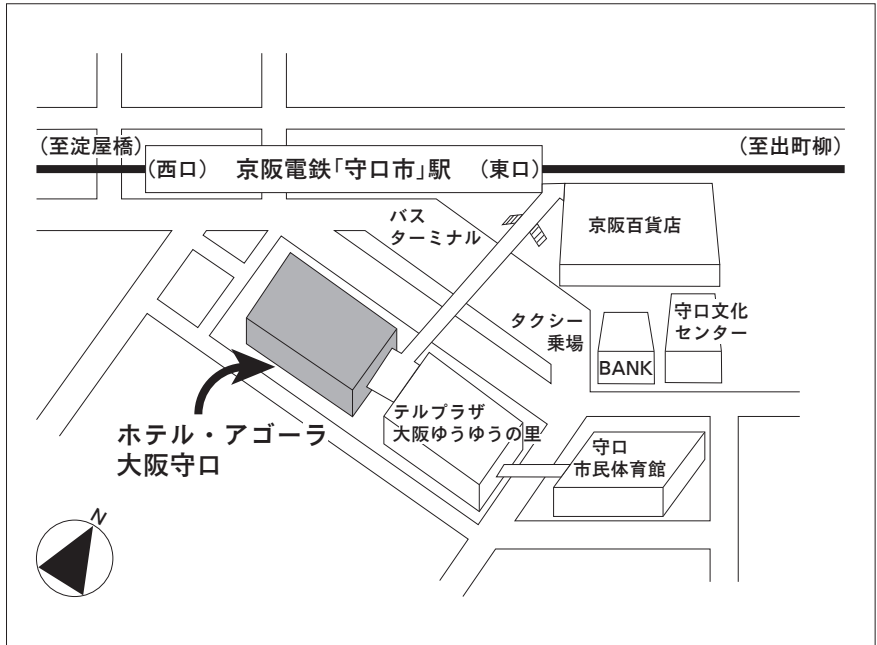 (至淀屋橋)
(至出町柳)
(西口) 京阪電鉄「守口市」駅 (東口)
バス
ターミナル
京阪百貨店
タクシー
乗場
守口文化
センター
BANK
テルプラザ
大阪ゆうゆうの里
守口
市民体育館
ホテル・アゴーラ
大阪守口
N